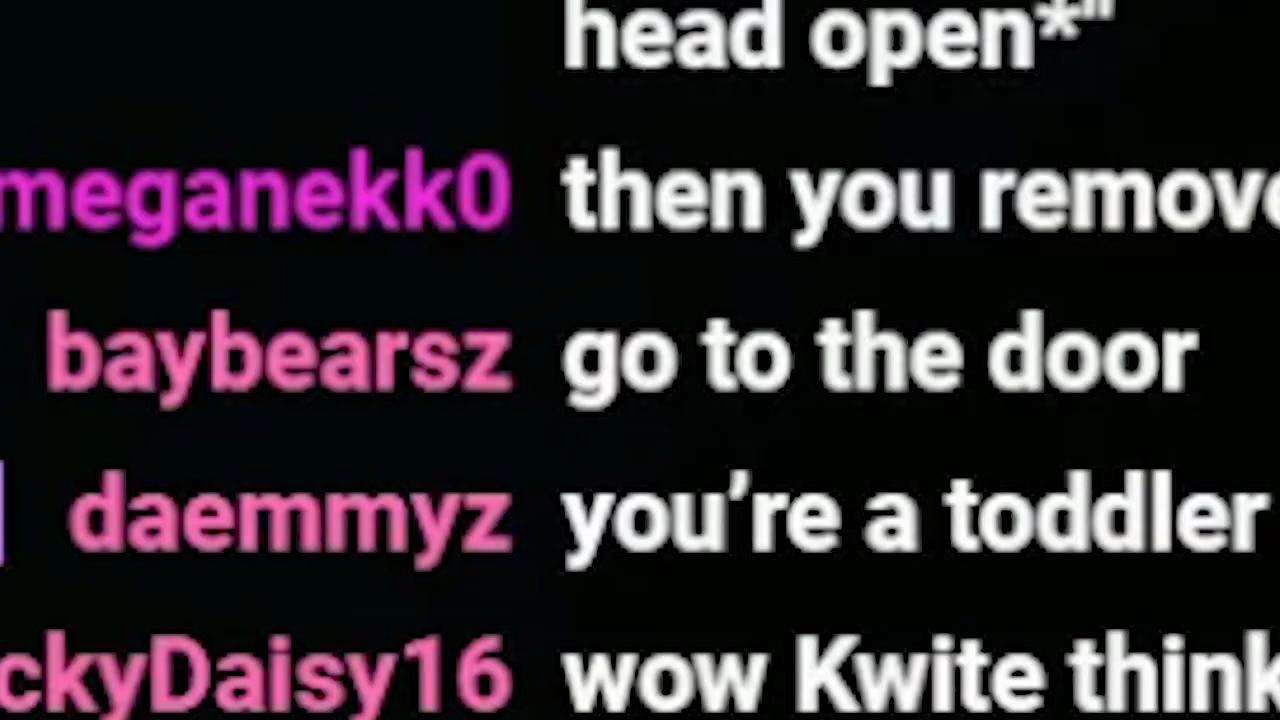 head open*"
meganekk0 then you remove
baybearsz go to the door
daemmyz you’re a toddler
ckyDaisy16 wow Kwite think